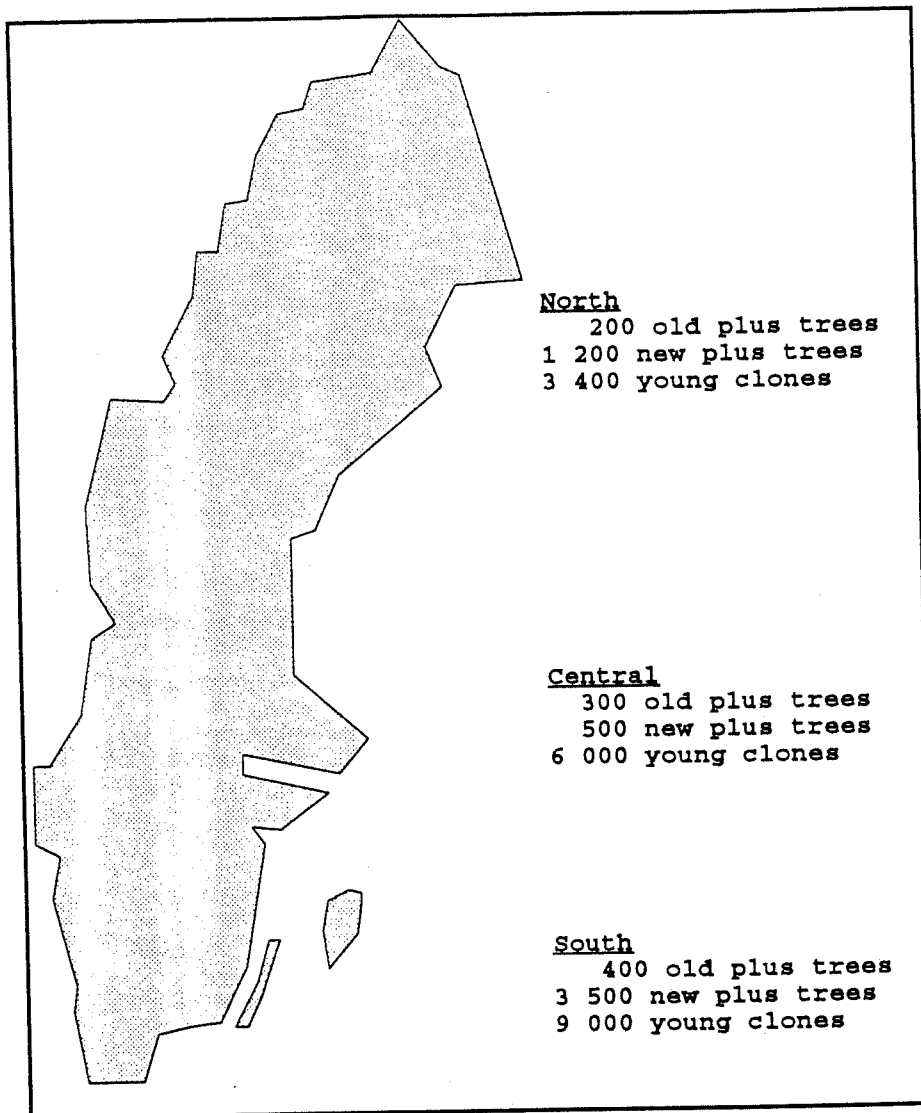 North
200 old plus trees
1 200 new plus trees
3 400 young clones
Central
300 old plus trees
500 new plus trees
6 000 young clones
South
400 old plus trees
3 500 new plus trees
9 000 young clones